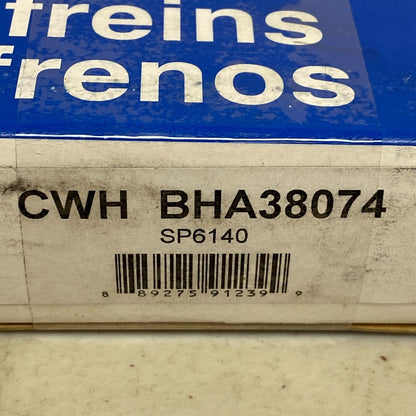 freins
frenos
CWH BHA38074
SP6140
8 89275 91239 9